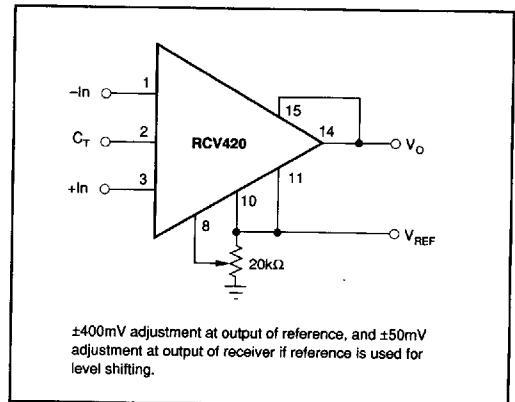 –In
1
15
C_T
2
RCV420
14
V_O
+In
3
11
10
8
V_REF
20kΩ
±400mV adjustment at output of reference, and ±50mV
adjustment at output of receiver if reference is used for
level shifting.